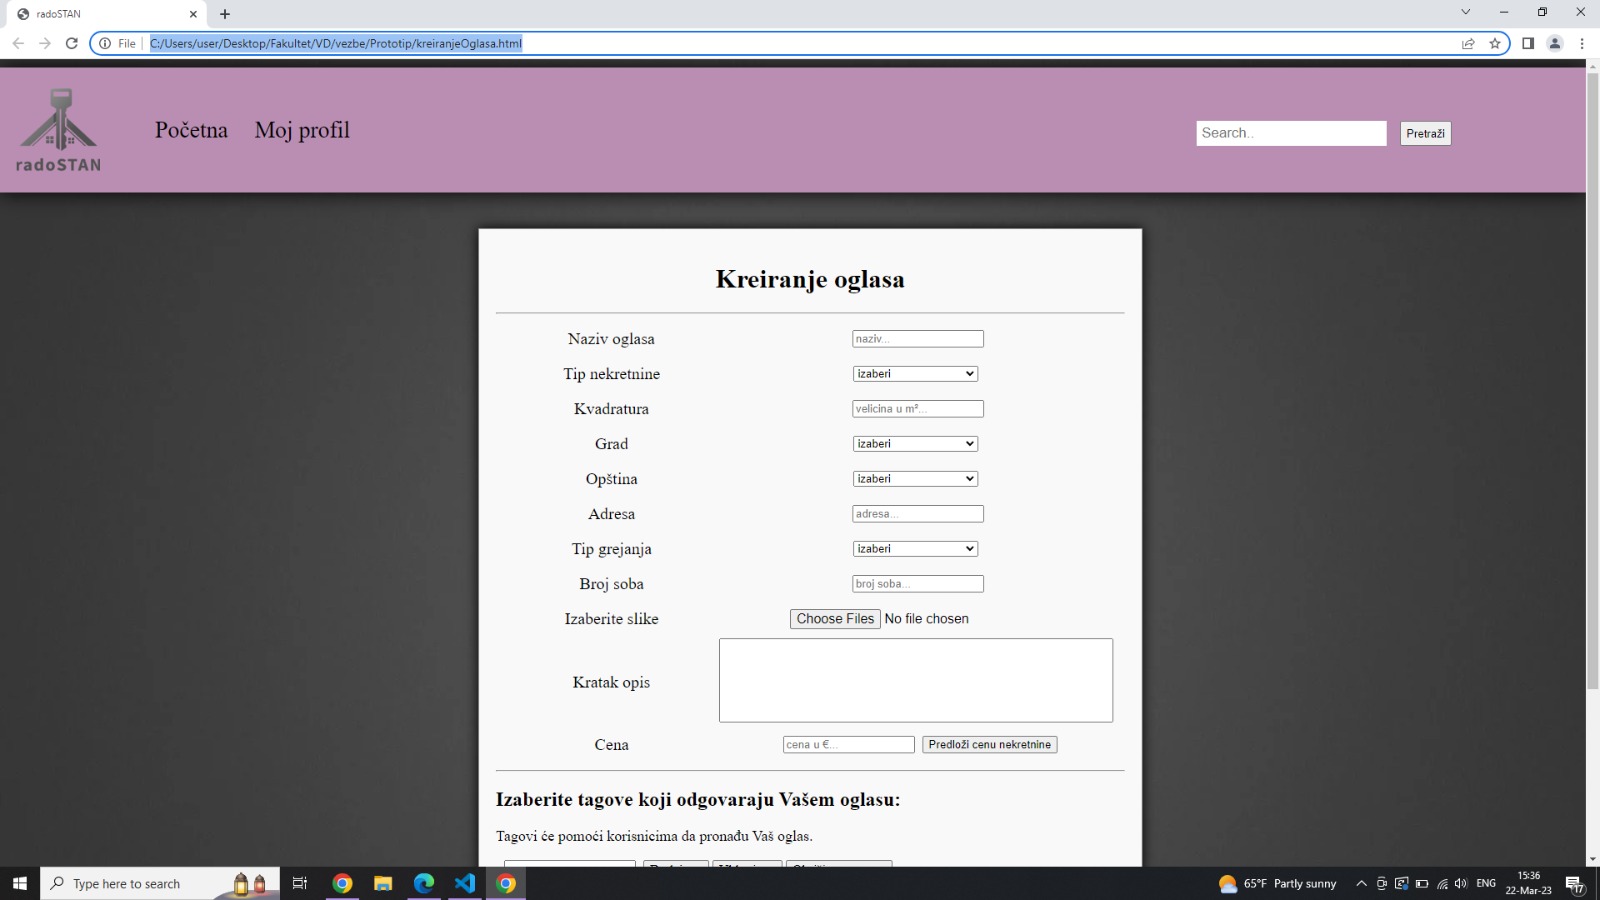 radoSTAN
File C:/Users/user/Desktop/Fakultet/VD/vezbe/Prototip/kreiranjeOglasa.html
radoSTAN
Početna Moj profil
Search.. Pretraži
Kreiranje oglasa
Naziv oglasa naziv...
Tip nekretnine izaberi
Kvadratura velicina u m²...
Grad izaberi
Opština izaberi
Adresa adresa...
Tip grejanja izaberi
Broj soba broj soba...
Izaberite slike Choose Files No file chosen
Kratak opis
Cena cena u €... Predloži cenu nekretnine
Izaberite tagove koji odgovaraju Vašem oglasu:
Tagovi će pomoći korisnicima da pronađu Vaš oglas.
Type here to search
65°F Partly sunny
ENG
15:36
22-Mar-23
17